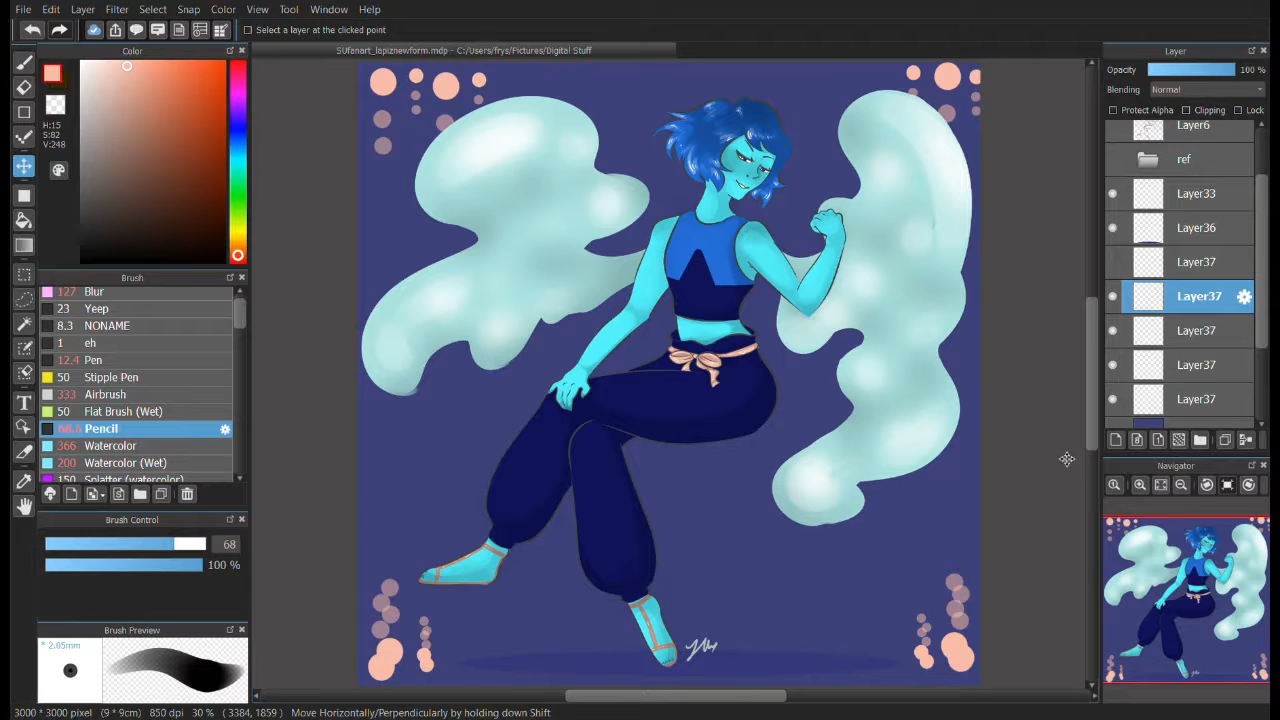 File Edit Layer Filter Select Snap Color View Tool Window Help
Select a layer at the clicked point
Color
SUfanart_lapiznewform.mdp - C:/Users/frys/Pictures/Digital Stuff
Layer
Opacity 100 %
Blending Normal
Protect Alpha Clipping Lock
H:15
S:82
V:248
Layer6
ref
Layer33
Layer36
Layer37
Layer37
Layer37
Layer37
Layer37
Brush
127 Blur
23 Yeep
8.3 NONAME
1 eh
12.4 Pen
50 Stipple Pen
333 Airbrush
50 Flat Brush (Wet)
Pencil
366 Watercolor
200 Watercolor (Wet)
150 Splatter (watercolor)
Navigator
Brush Control
68
100 %
Brush Preview
* 2.05mm
3000 * 3000 pixel (9 * 9cm) 850 dpi 30 % ( 3384, 1859 ) Move Horizontally/Perpendicularly by holding down Shift